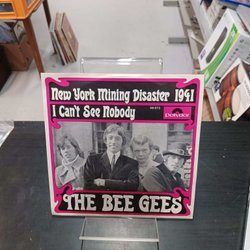 New York Mining Disaster 1941
I Can't See Nobody
Polydor
THE BEE GEES